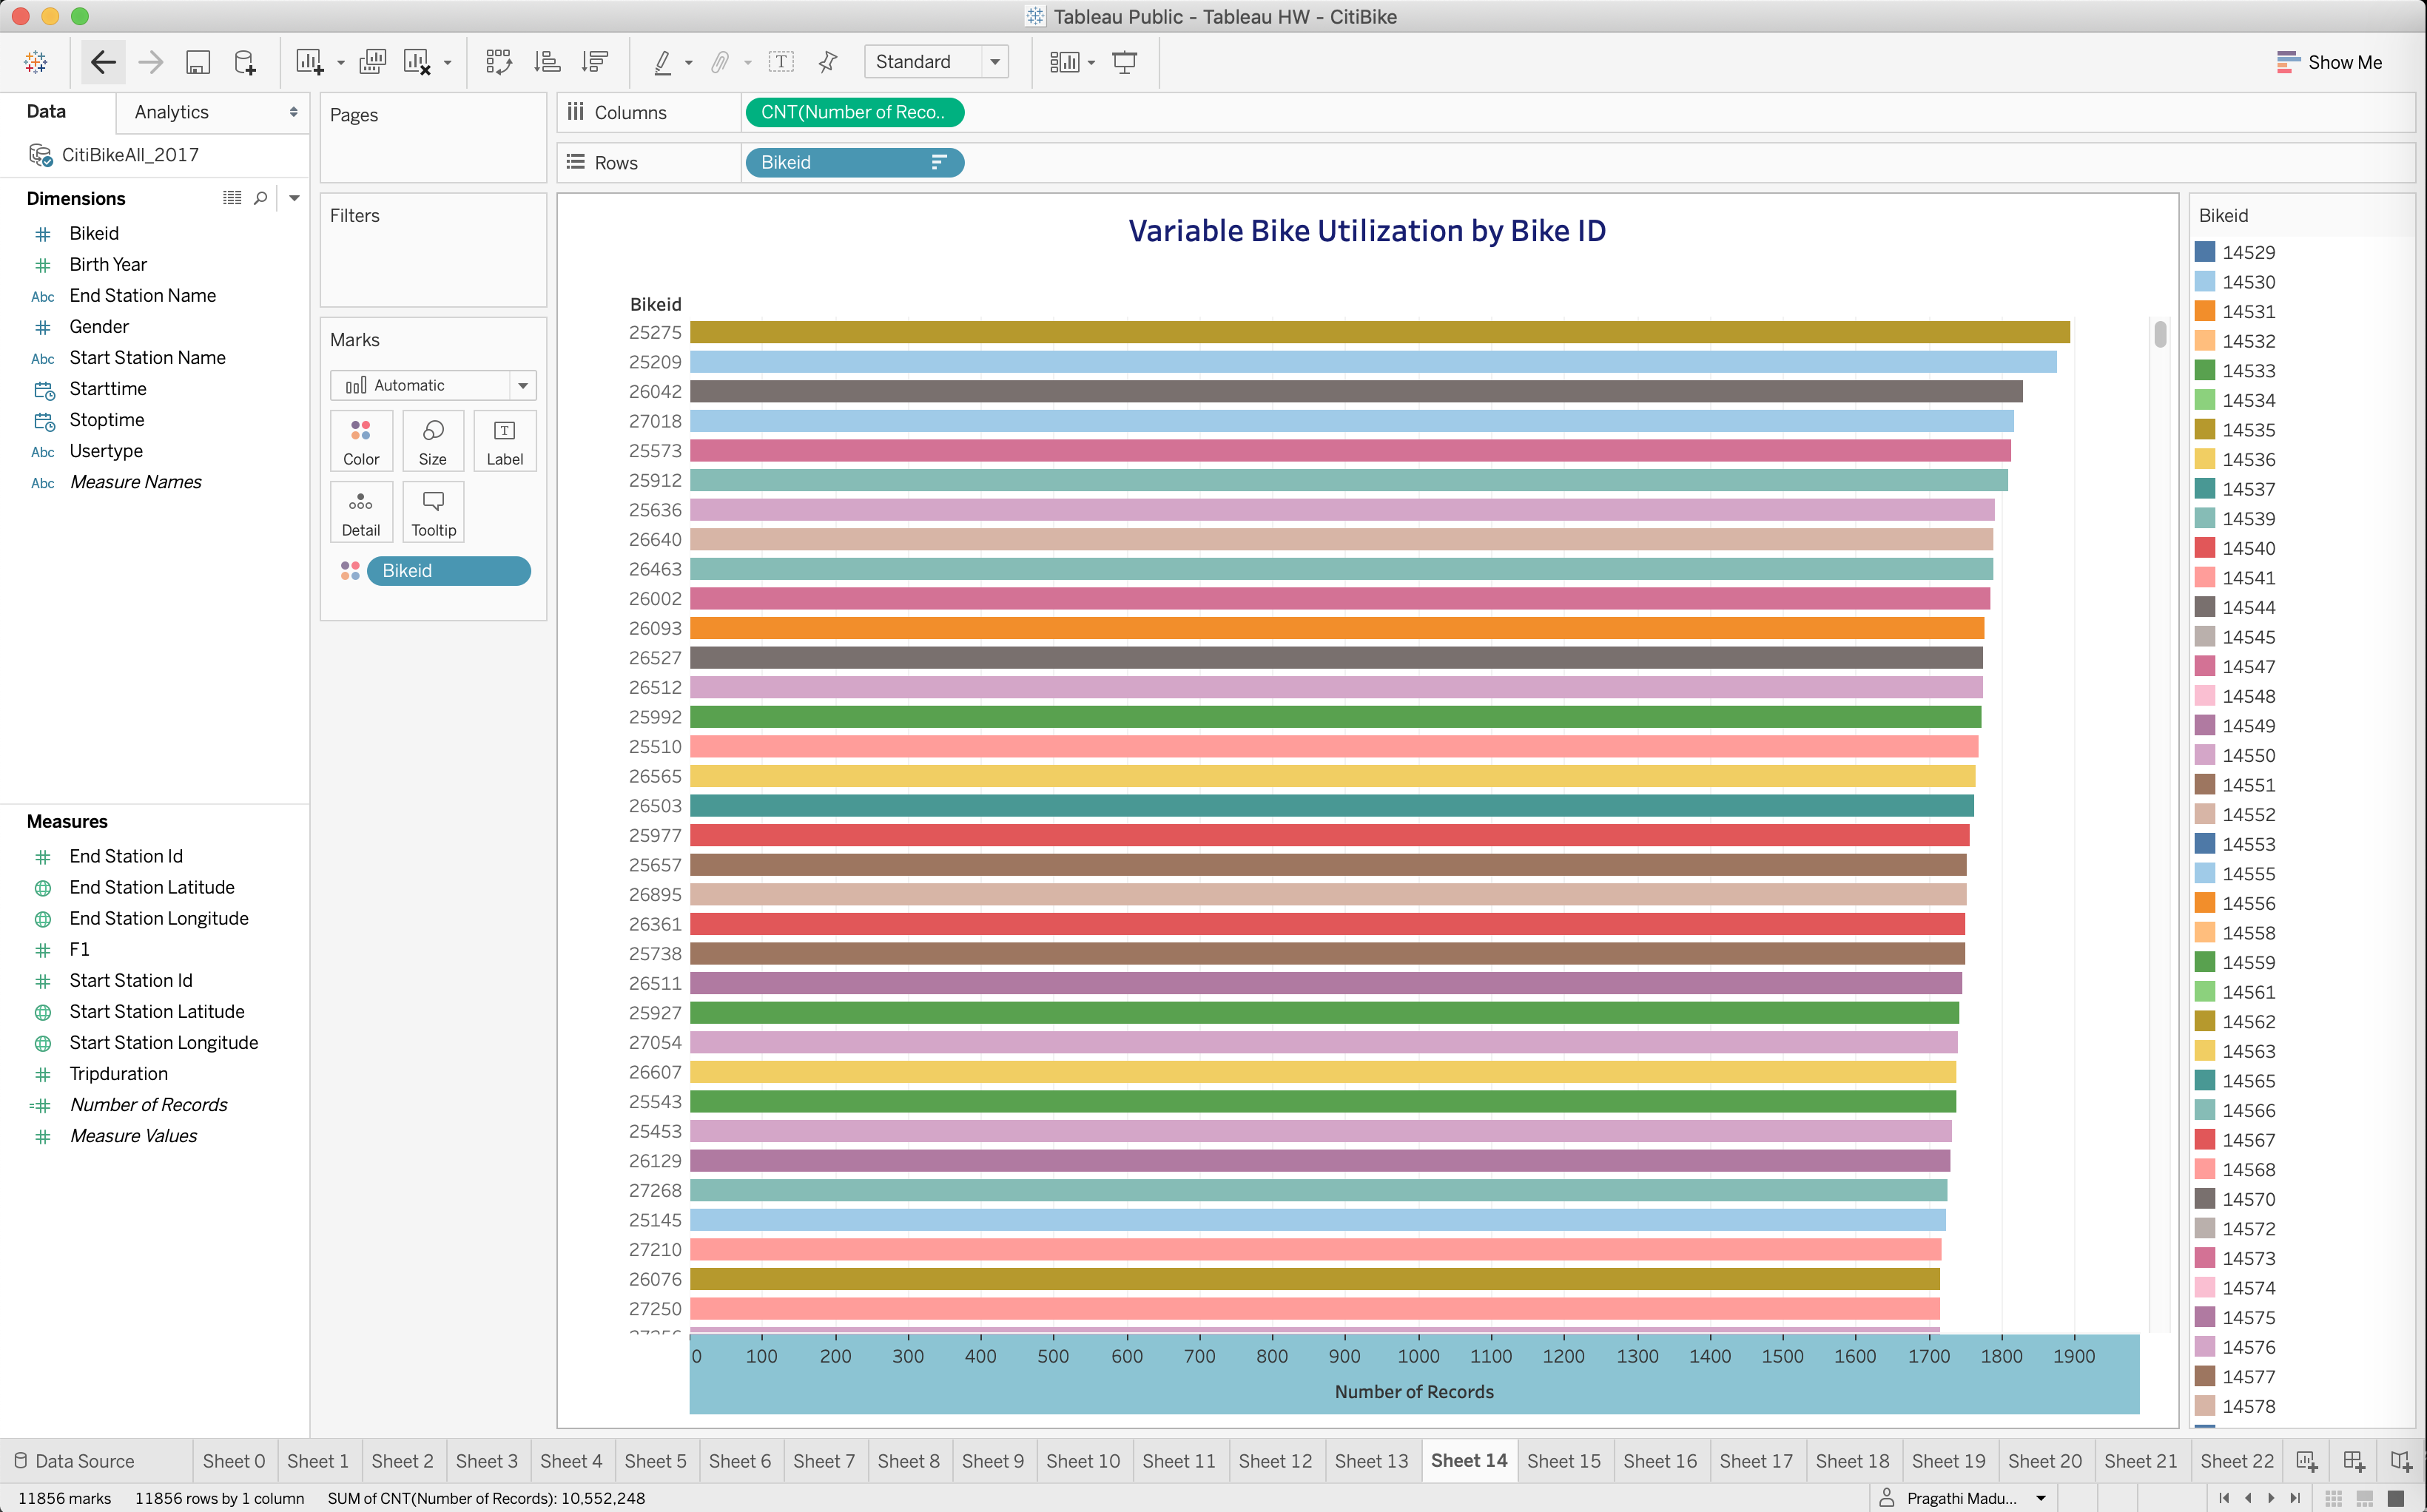 Tableau Public - Tableau HW - CitiBike
Standard
Show Me
Data
Analytics
CitiBikeAll_2017
Dimensions
Bikeid
Birth Year
End Station Name
Gender
Start Station Name
Starttime
Stoptime
Usertype
Measure Names
Abc
Abc
Abc
Abc
Measures
End Station Id
End Station Latitude
End Station Longitude
F1
Start Station Id
Start Station Latitude
Start Station Longitude
Tripduration
Number of Records
Measure Values
Pages
Filters
Marks
Automatic
Color
Size
Label
Detail
Tooltip
Bikeid
Columns
CNT(Number of Reco..
Rows
Bikeid
Variable Bike Utilization by Bike ID
Bikeid
25275
25209
26042
27018
25573
25912
25636
26640
26463
26002
26093
26527
26512
25992
25510
26565
26503
25977
25657
26895
26361
25738
26511
25927
27054
26607
25543
25453
26129
27268
25145
27210
26076
27250
0 100 200 300 400 500 600 700 800 900 1000 1100 1200 1300 1400 1500 1600 1700 1800 1900
Number of Records
Bikeid
14529
14530
14531
14532
14533
14534
14535
14536
14537
14539
14540
14541
14544
14545
14547
14548
14549
14550
14551
14552
14553
14555
14556
14558
14559
14561
14562
14563
14565
14566
14567
14568
14570
14572
14573
14574
14575
14576
14577
14578
Data Source Sheet 0 Sheet 1 Sheet 2 Sheet 3 Sheet 4 Sheet 5 Sheet 6 Sheet 7 Sheet 8 Sheet 9 Sheet 10 Sheet 11 Sheet 12 Sheet 13 Sheet 14 Sheet 15 Sheet 16 Sheet 17 Sheet 18 Sheet 19 Sheet 20 Sheet 21 Sheet 22
11856 marks 11856 rows by 1 column SUM of CNT(Number of Records): 10,552,248
Pragathi Madu...